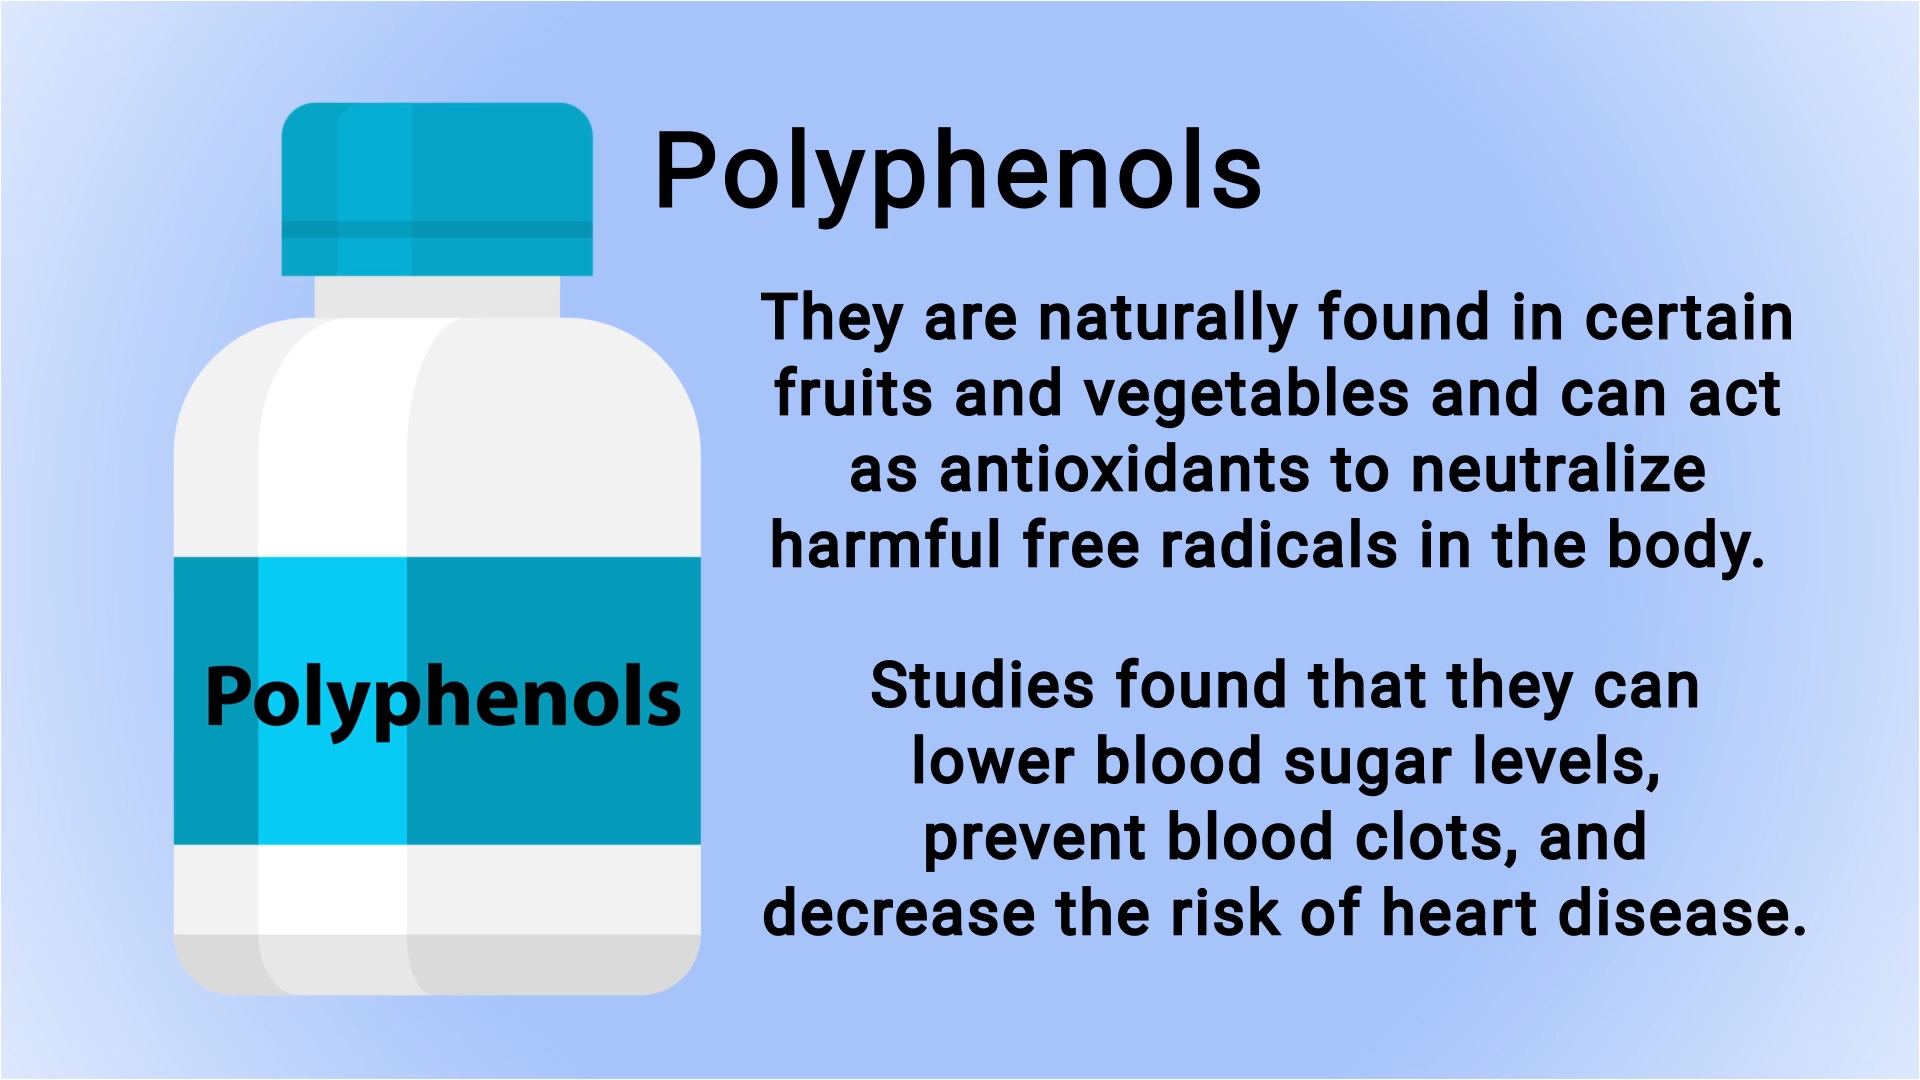 Polyphenols
They are naturally found in certain
fruits and vegetables and can act
as antioxidants to neutralize
harmful free radicals in the body.
Studies found that they can
lower blood sugar levels,
prevent blood clots, and
decrease the risk of heart disease.
Polyphenols